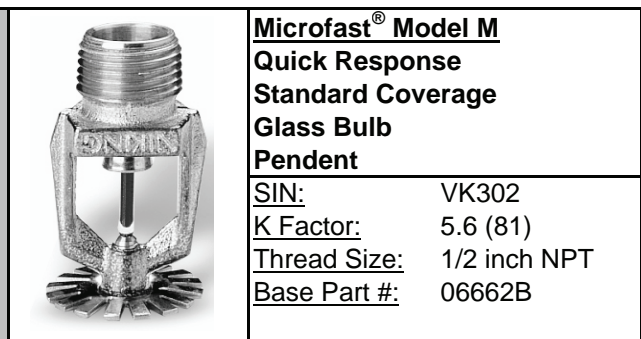 VIKING
Microfast® Model M
Quick Response
Standard Coverage
Glass Bulb
Pendent
SIN: VK302
K Factor: 5.6 (81)
Thread Size: 1/2 inch NPT
Base Part #: 06662B